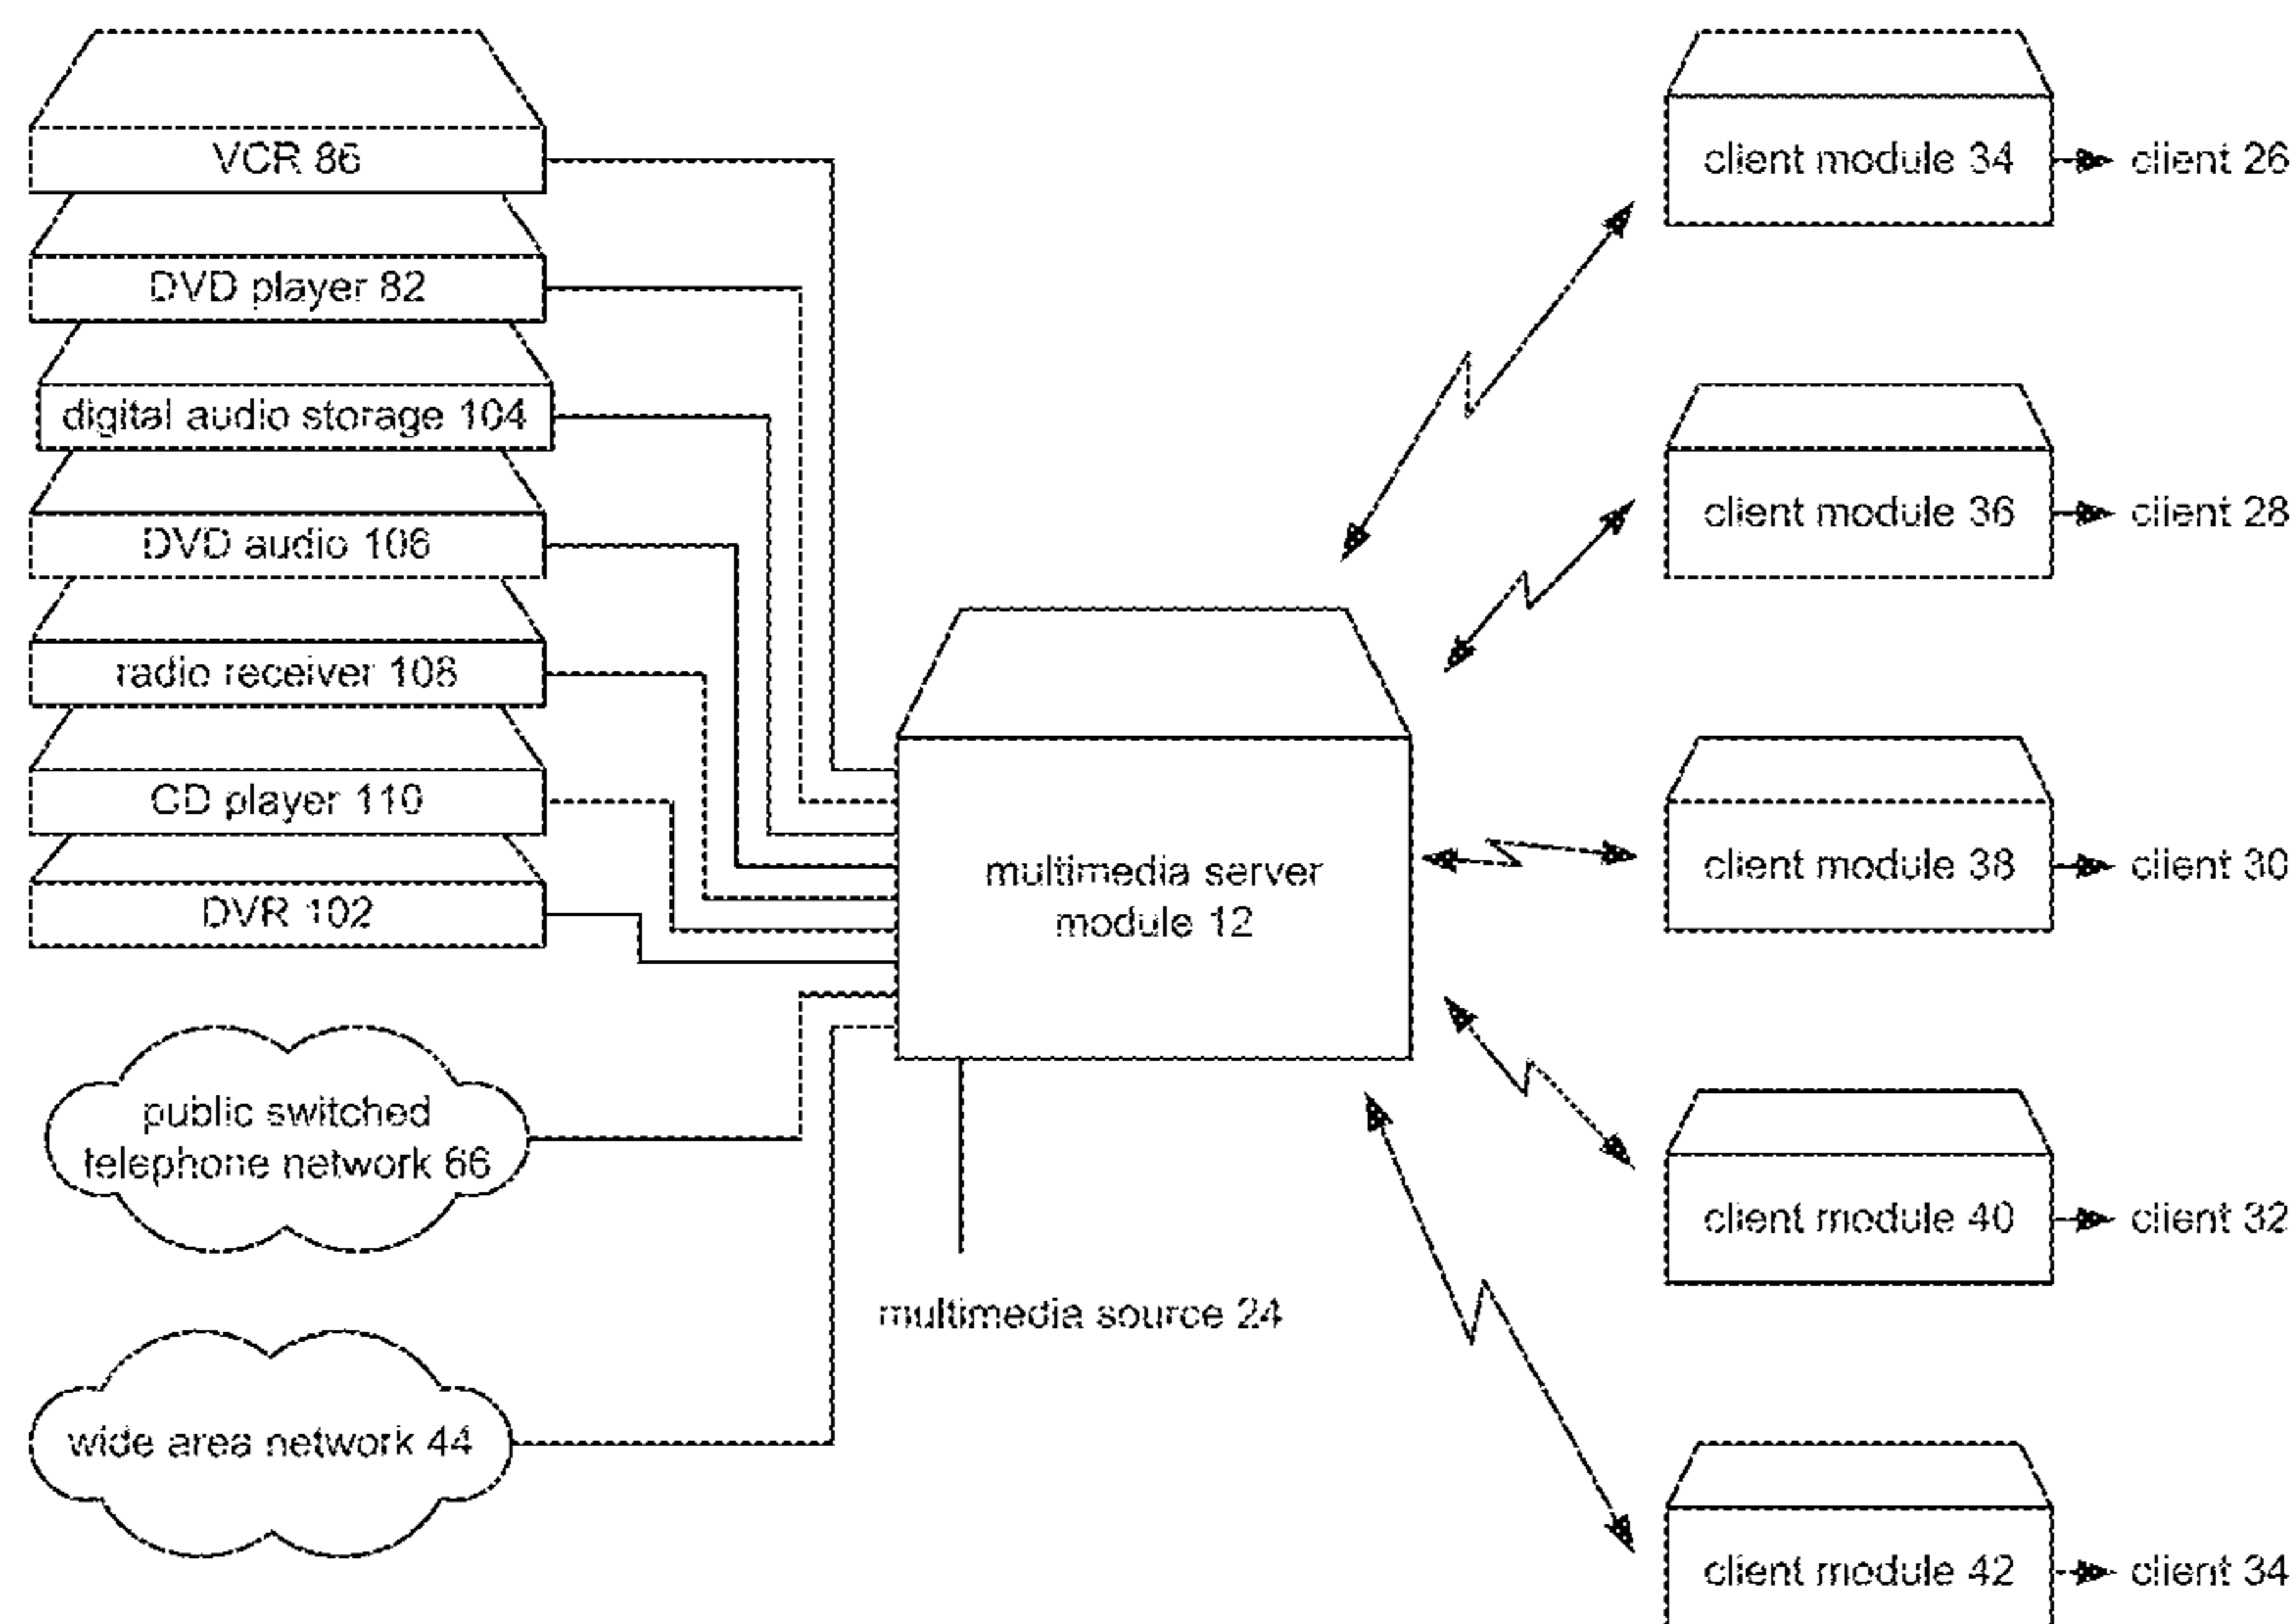 VCR 86
DVD player 82
digital audio storage 104
DVD audio 106
radio receiver 108
CD player 110
DVR 102
public switched
telephone network 66
wide area network 44
multimedia server
module 12
multimedia source 24
client module 34
client 26
client module 36
client 28
client module 38
client 30
client module 40
client 32
client module 42
client 34